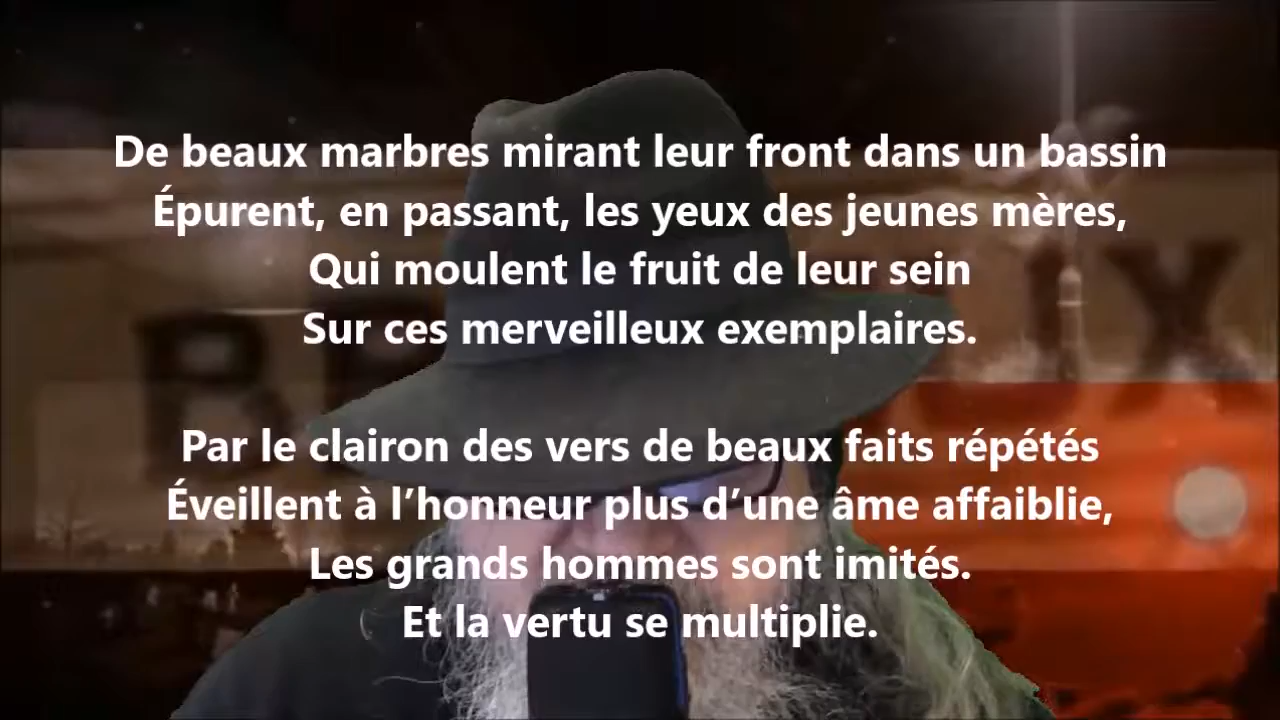 De beaux marbres mirant leur front dans un bassin
Épurent, en passant, les yeux des jeunes mères,
Qui moulent le fruit de leur sein
Sur ces merveilleux exemplaires.
Par le clairon des vers de beaux faits répétés
Éveillent à l’honneur plus d’une âme affaiblie,
Les grands hommes sont imités.
Et la vertu se multiplie.